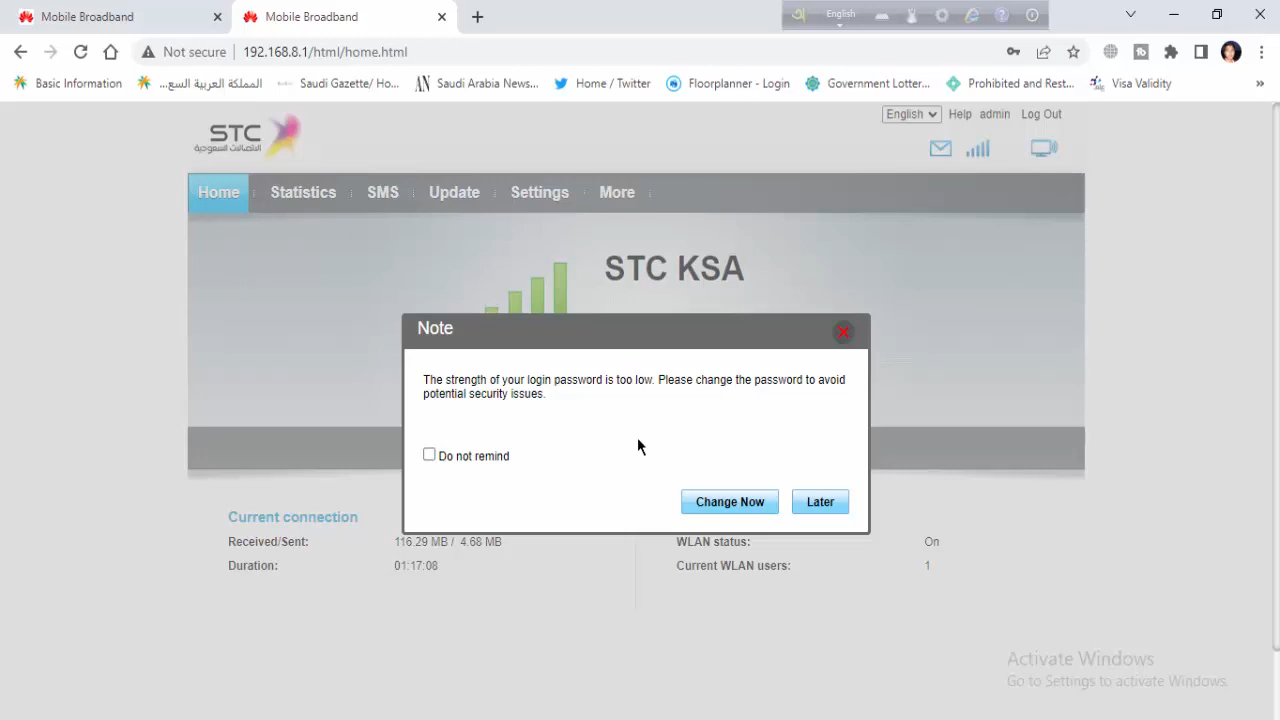 Mobile Broadband
Mobile Broadband
English
Not secure
192.168.8.1/html/home.html
Basic Information
المملكة العربية السع...
Saudi Gazette/ Ho...
Saudi Arabia News...
Home / Twitter
Floorplanner - Login
Government Lotter...
Prohibited and Rest...
Visa Validity
»
English Help admin Log Out
STC
الاتصالات السعودية
Home Statistics SMS Update Settings More
STC KSA
Note
The strength of your login password is too low. Please change the password to avoid
potential security issues.
Do not remind
Change Now Later
Current connection
Received/Sent: 116.29 MB / 4.68 MB
WLAN status: On
Duration: 01:17:08
Current WLAN users: 1
Activate Windows
Go to Settings to activate Windows.